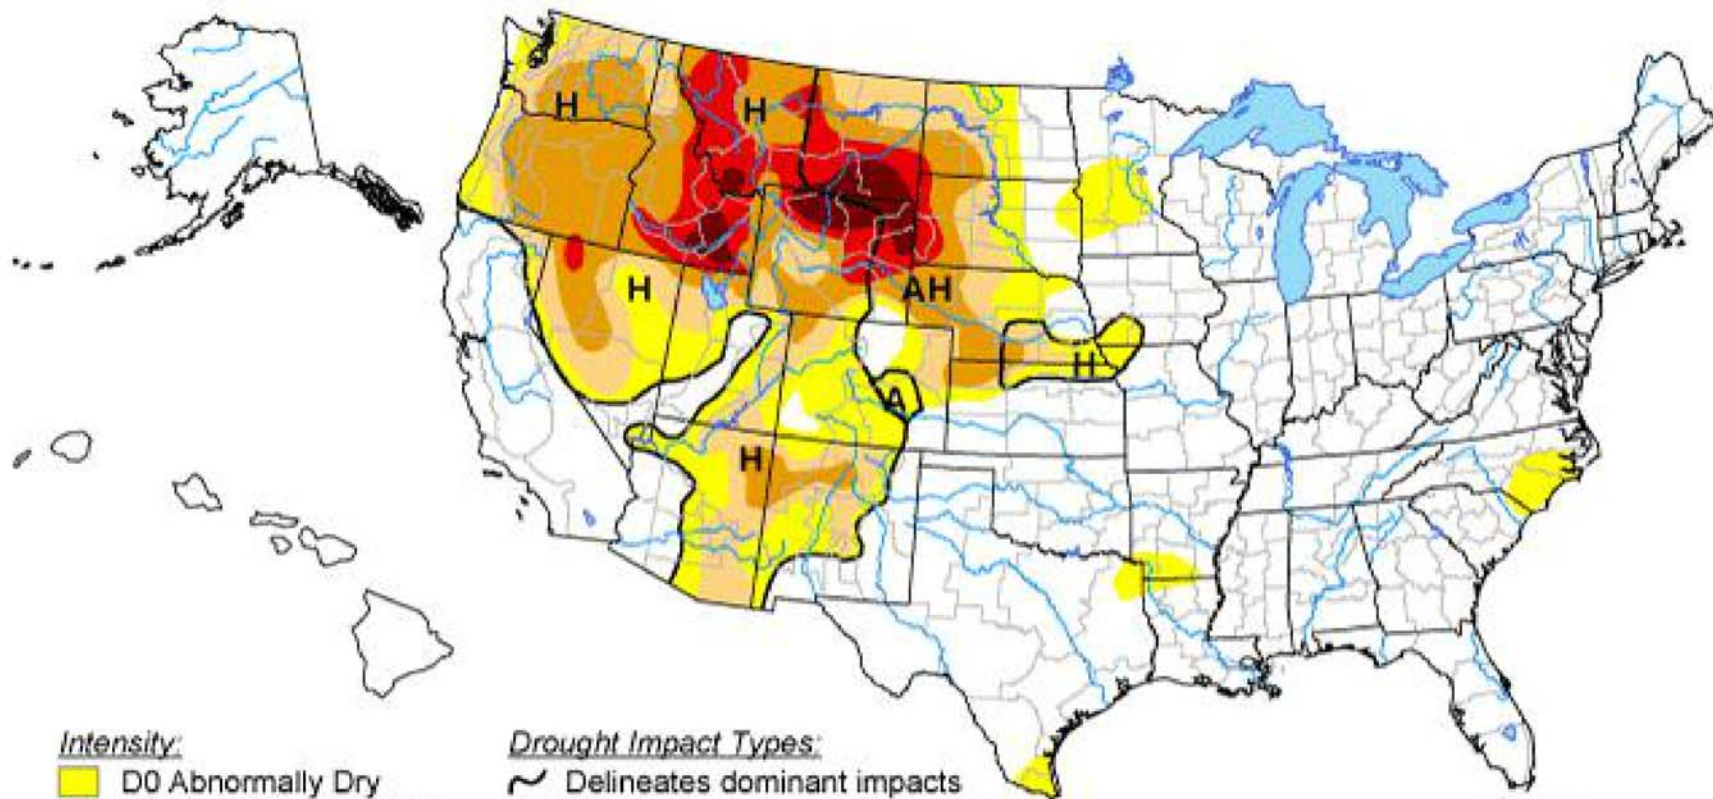 H
H
H
AH
H
A
H
Intensity:
Drought Impact Types:
D0 Abnormally Dry
Delineates dominant impacts